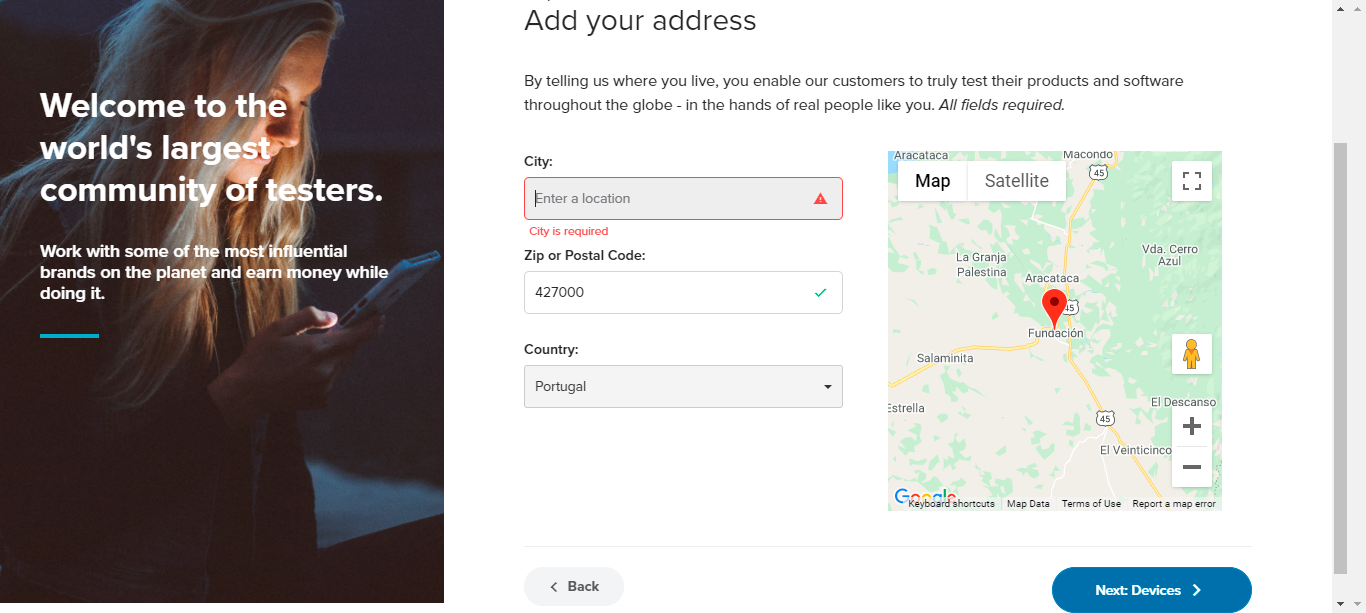 Add your address
Welcome to the
world's largest
community of testers.
Work with some of the most influential
brands on the planet and earn money while
doing it.
By telling us where you live, you enable our customers to truly test their products and software
throughout the globe - in the hands of real people like you. All fields required.
City:
Enter a location
City is required
Zip or Postal Code:
427000
Country:
Portugal
Aracataca
Macondo
Map
Satellite
45
Vda. Cerro
Azul
La Granja
Palestina
Aracataca
45
Fundación
Salaminita
Estrella
El Descanso
45
El Veinticinco
Google
Keyboard shortcuts
Map Data
Terms of Use
Report a map error
Back
Next: Devices